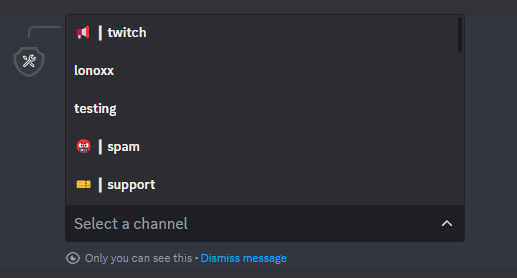 📢┃twitch
lonoxx
testing
🤬┃spam
🎫┃support
Select a channel
Only you can see this • Dismiss message